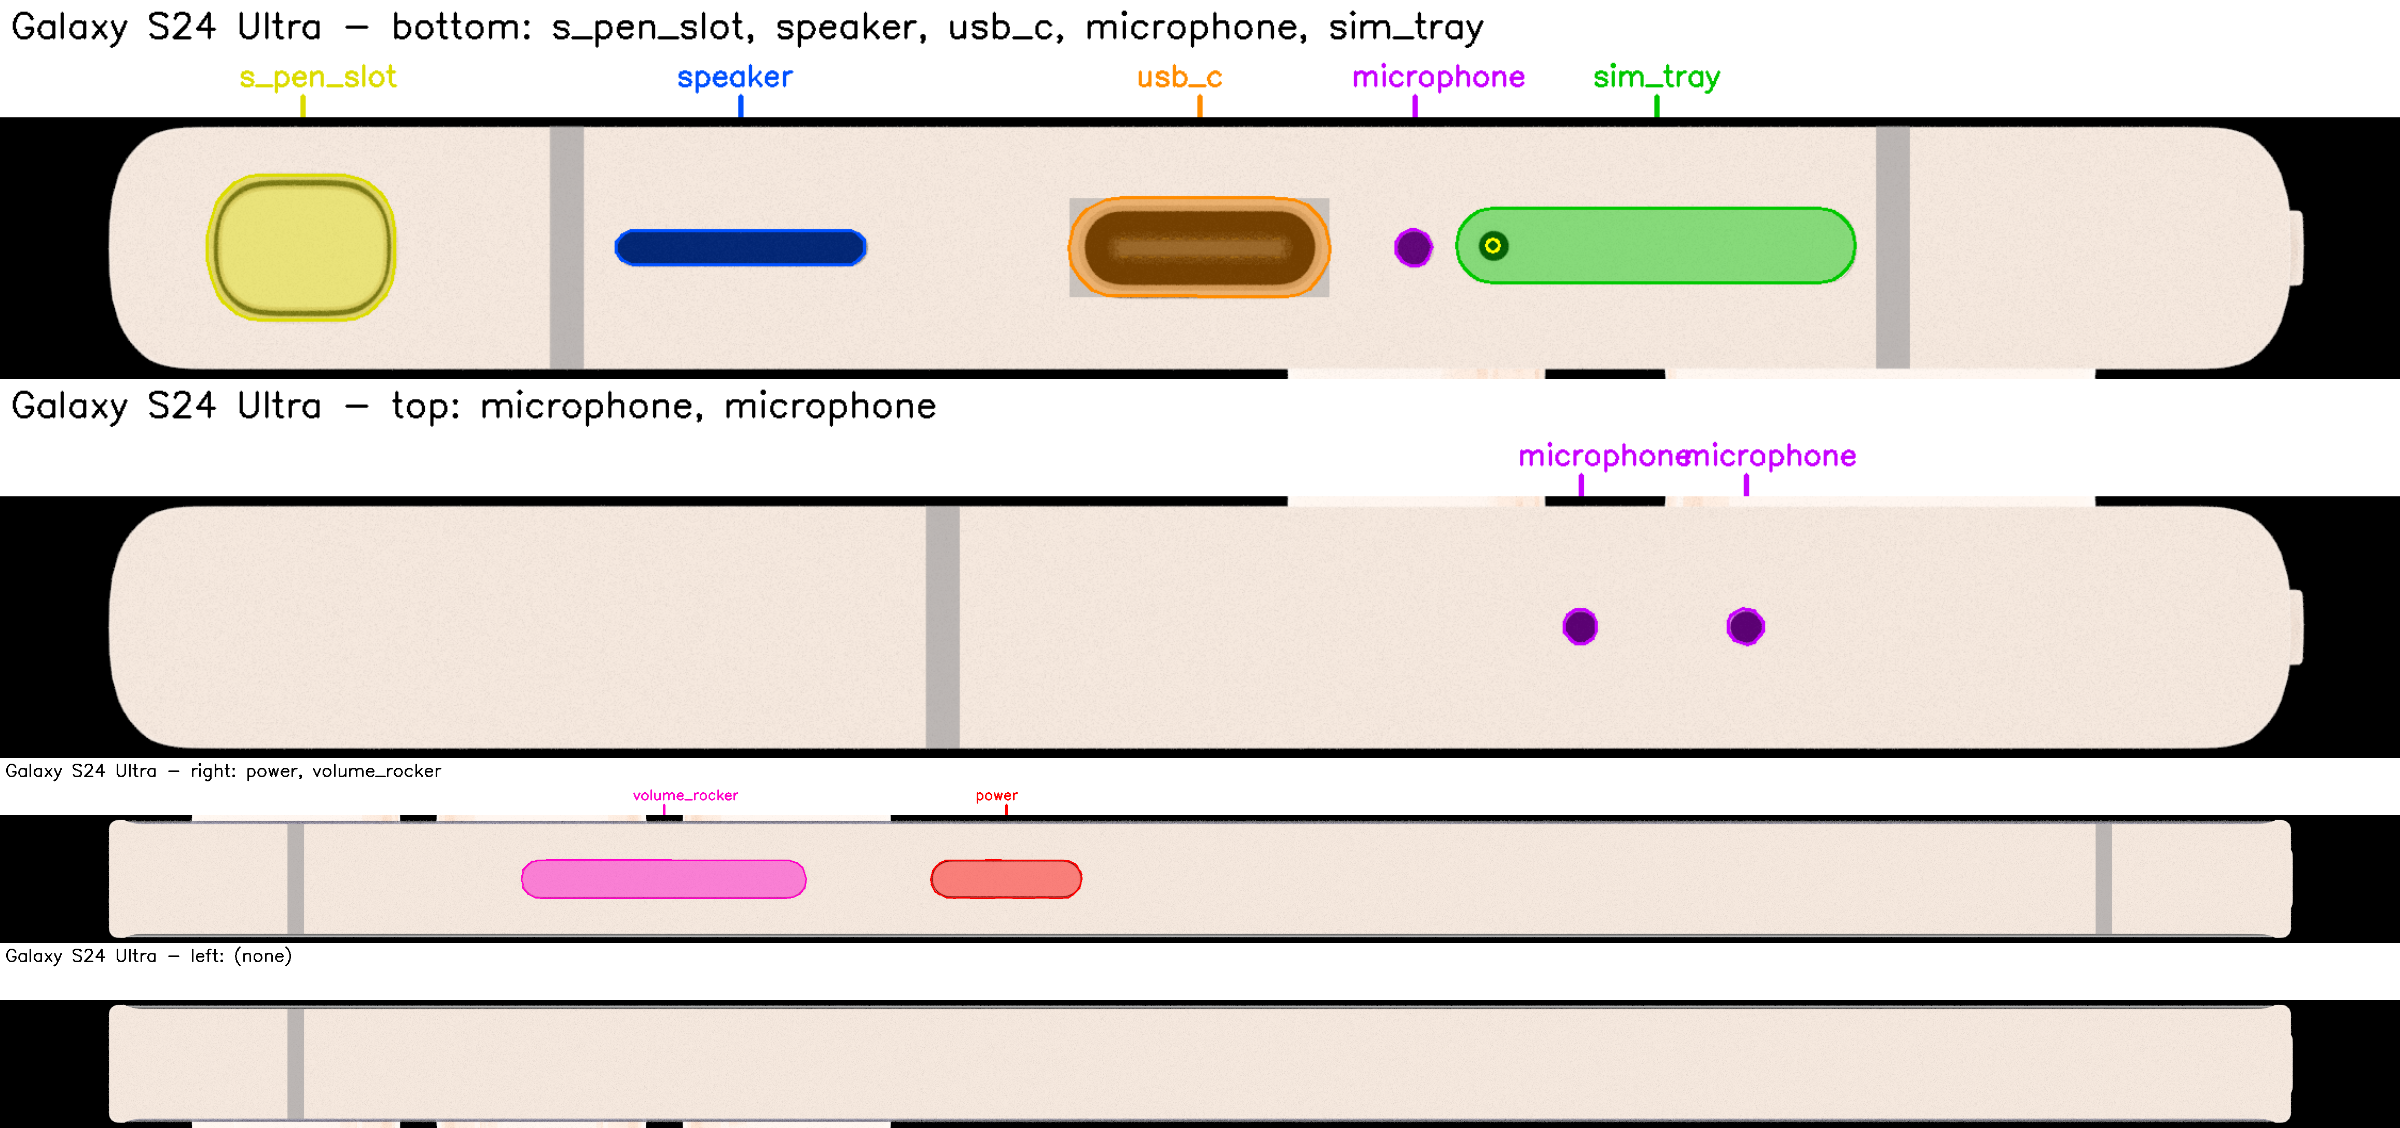 Galaxy S24 Ultra - bottom: s_pen_slot, speaker, usb_c, microphone, sim_tray
s_pen_slot speaker usb_c microphone sim_tray
Galaxy S24 Ultra - top: microphone, microphone
microphone microphone
Galaxy S24 Ultra - right: power, volume_rocker
volume_rocker power
Galaxy S24 Ultra - left: (none)